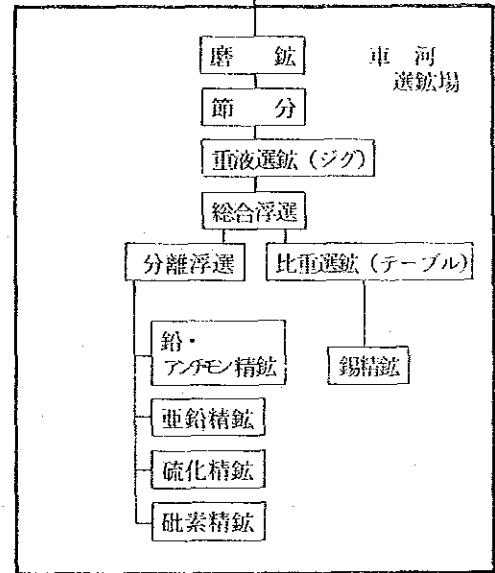 磨 鉱
車 河
選鉱場
節 分
重液選鉱（ジグ）
総合浮選
分離浮選
比重選鉱（テーブル）
鉛・
アンチモン精鉱
錫精鉱
亜鉛精鉱
硫化精鉱
砒素精鉱